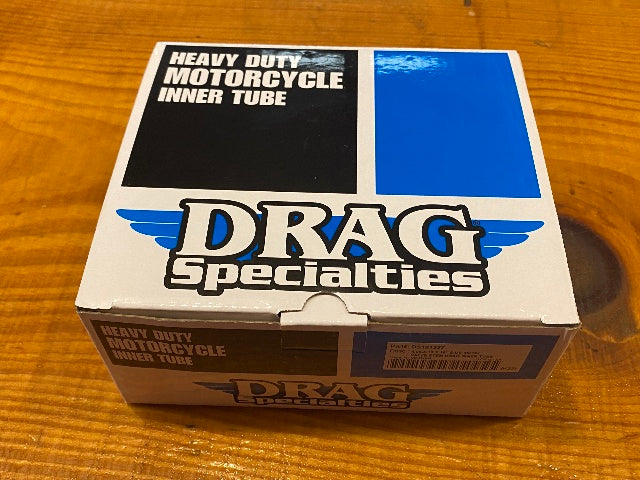 HEAVY DUTY
MOTORCYCLE
INNER TUBE
DRAG
Specialties
HEAVY DUTY
MOTORCYCLE
INNER TUBE
DRAG
Specialties